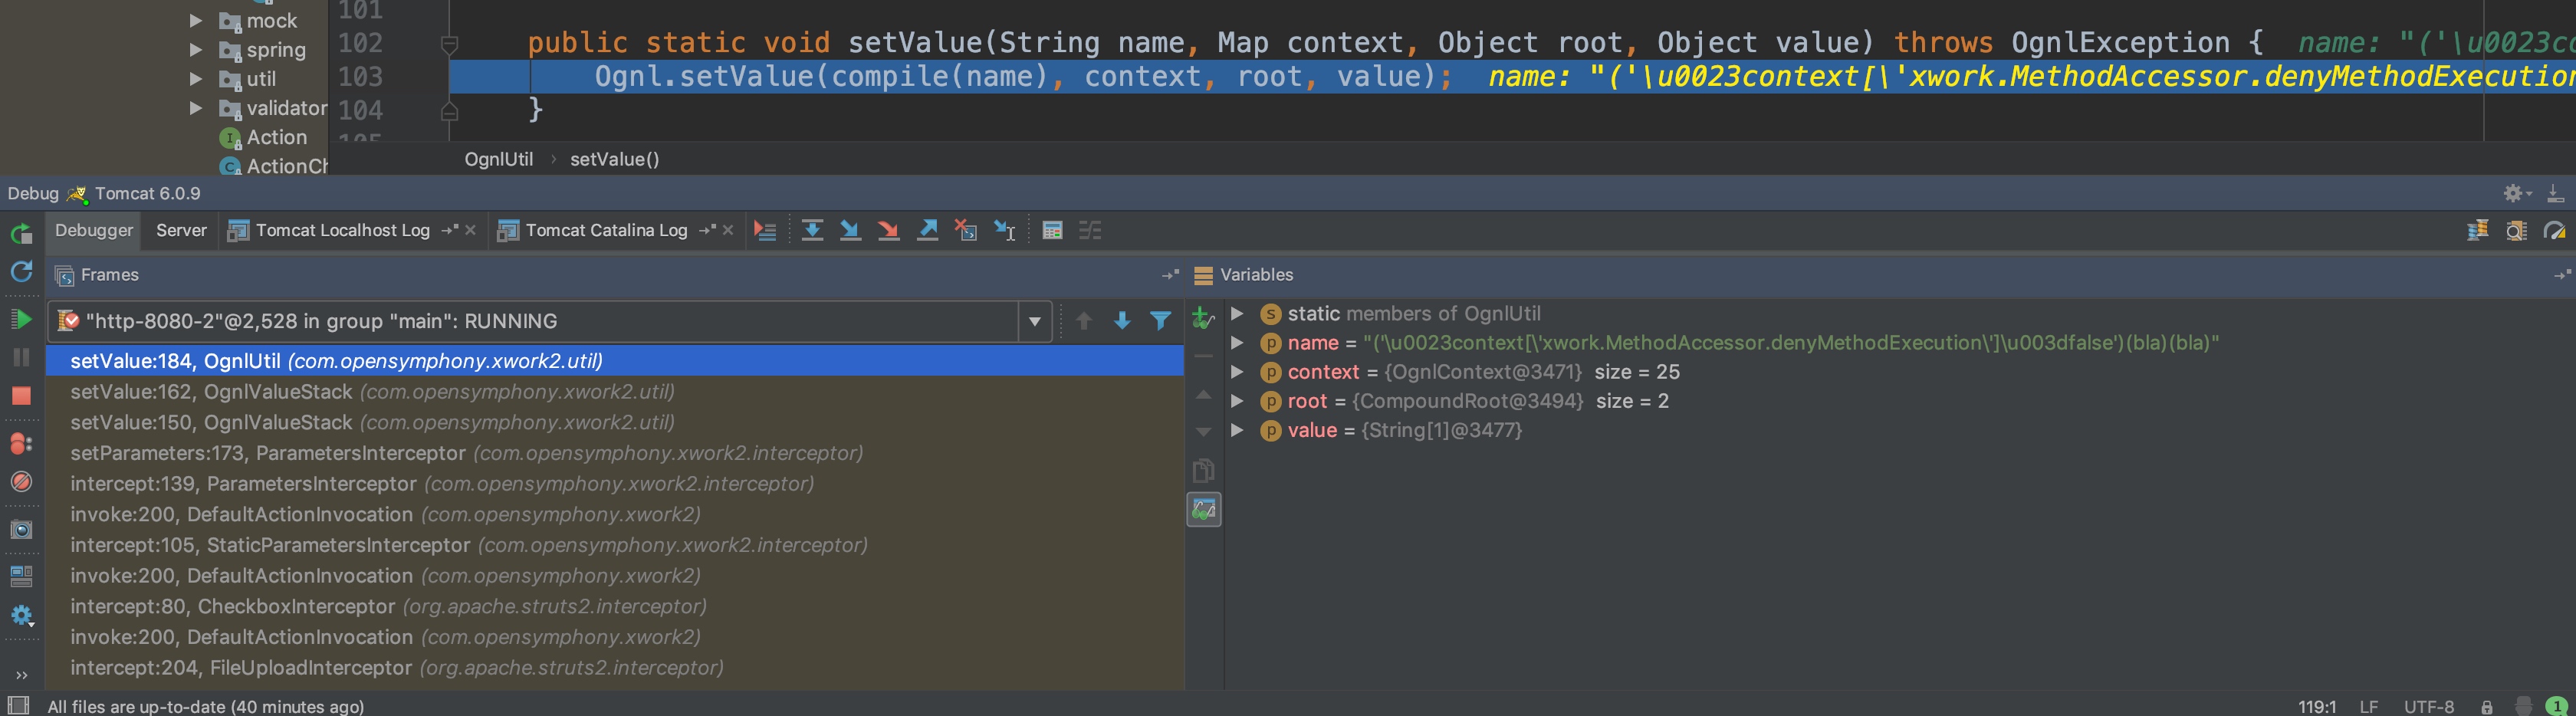 101
mock
102 public static void setValue(String name, Map context, Object root, Object value) throws OgnlException { name: "('\u0023co
spring
103 Ognl.setValue(compile(name), context, root, value); name: "('\u0023context[\'xwork.MethodAccessor.denyMethodExecution
util
validator
104 }
Action
105
ActionCh
OgnlUtil › setValue()
Debug Tomcat 6.0.9
Debugger Server Tomcat Localhost Log Tomcat Catalina Log
Frames
"http-8080-2"@2,528 in group "main": RUNNING
setValue:184, OgnlUtil (com.opensymphony.xwork2.util)
setValue:162, OgnlValueStack (com.opensymphony.xwork2.util)
setValue:150, OgnlValueStack (com.opensymphony.xwork2.util)
setParameters:173, ParametersInterceptor (com.opensymphony.xwork2.interceptor)
intercept:139, ParametersInterceptor (com.opensymphony.xwork2.interceptor)
invoke:200, DefaultActionInvocation (com.opensymphony.xwork2)
intercept:105, StaticParametersInterceptor (com.opensymphony.xwork2.interceptor)
invoke:200, DefaultActionInvocation (com.opensymphony.xwork2)
intercept:80, CheckboxInterceptor (org.apache.struts2.interceptor)
invoke:200, DefaultActionInvocation (com.opensymphony.xwork2)
intercept:204, FileUploadInterceptor (org.apache.struts2.interceptor)
Variables
static members of OgnlUtil
name = "('\u0023context[\'xwork.MethodAccessor.denyMethodExecution\']\u003dfalse')(bla)(bla)"
context = {OgnlContext@3471} size = 25
root = {CompoundRoot@3494} size = 2
value = {String[1]@3477}
All files are up-to-date (40 minutes ago)
119:1 LF UTF-8 1